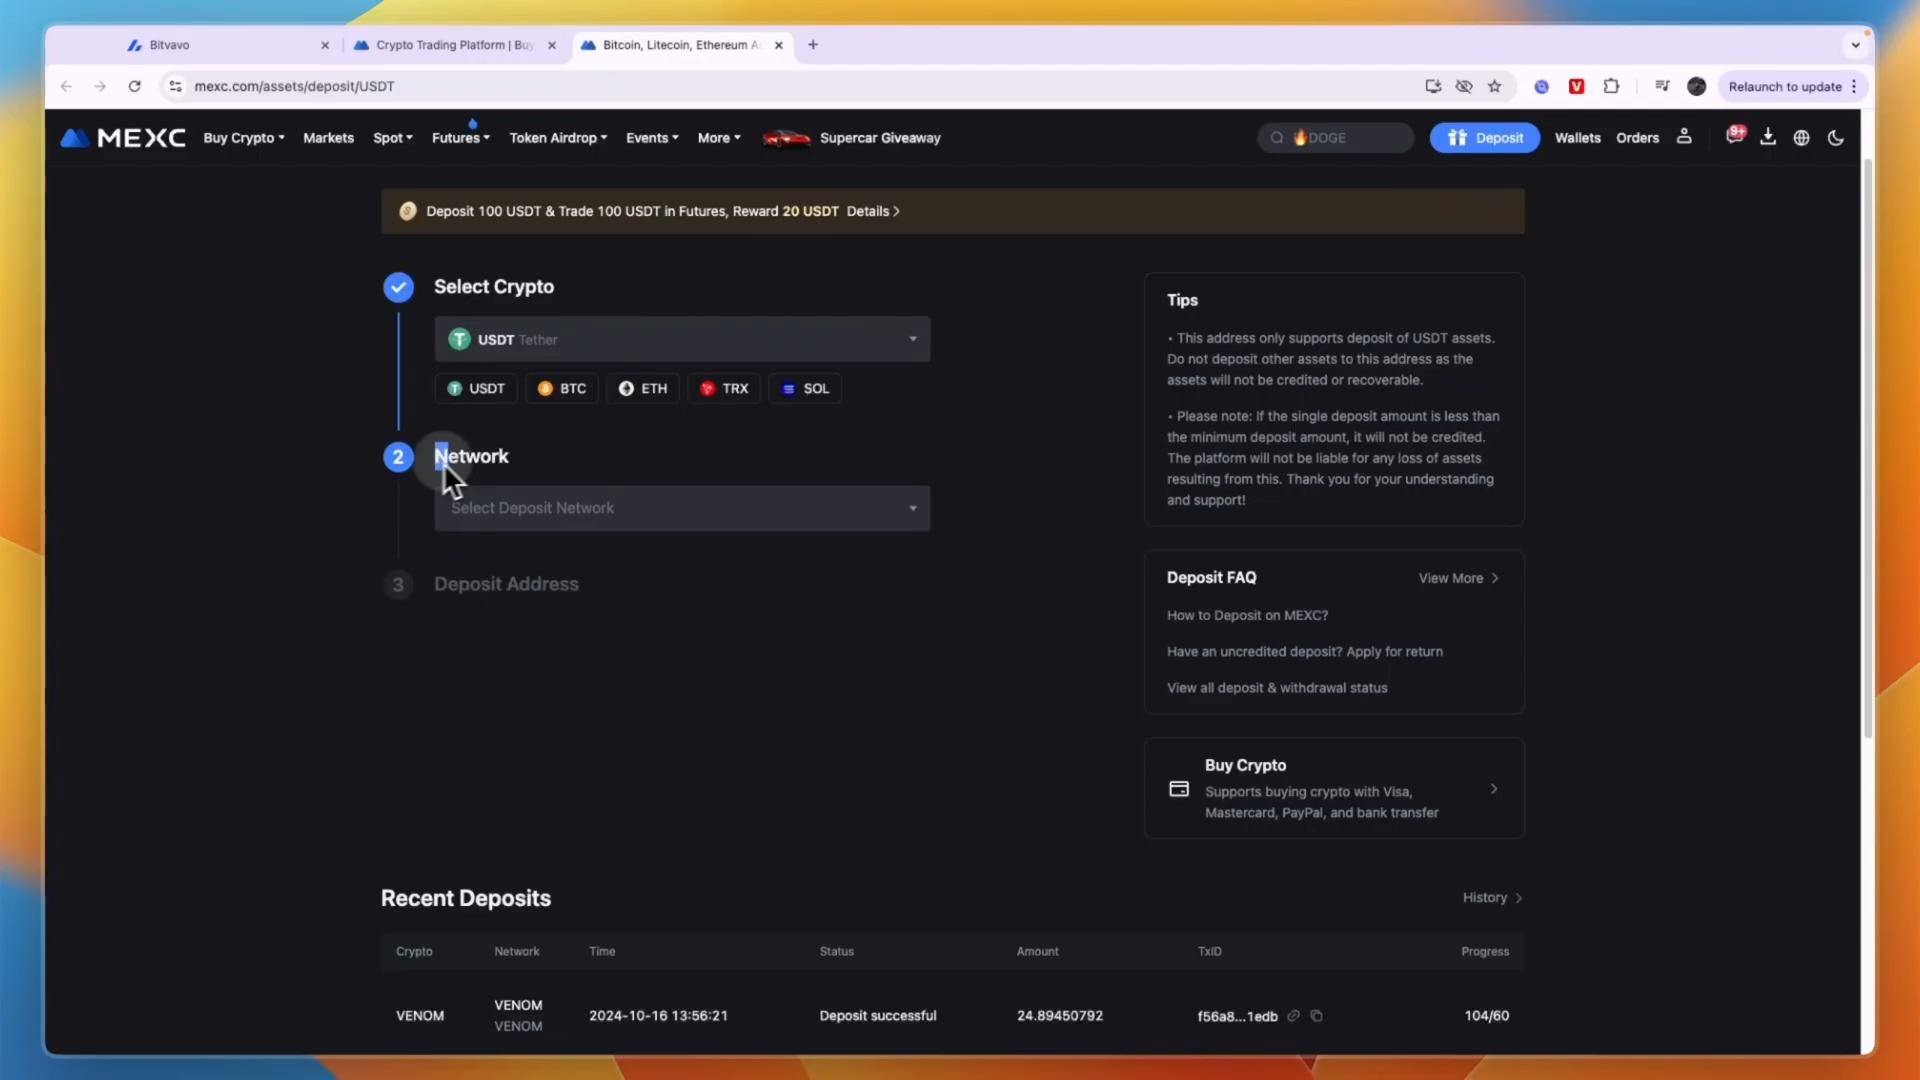 Bitvavo
Crypto Trading Platform | Buy
Bitcoin, Litecoin, Ethereum A
mexc.com/assets/deposit/USDT
Relaunch to update
MEXC
Buy Crypto
Markets
Spot
Futures
Token Airdrop
Events
More
Supercar Giveaway
DOGE
Deposit
Wallets
Orders
9+
Deposit 100 USDT & Trade 100 USDT in Futures, Reward 20 USDT Details
Select Crypto
USDT Tether
USDT
BTC
ETH
TRX
SOL
2
Network
Select Deposit Network
3
Deposit Address
Tips
• This address only supports deposit of USDT assets.
Do not deposit other assets to this address as the
assets will not be credited or recoverable.
• Please note: If the single deposit amount is less than
the minimum deposit amount, it will not be credited.
The platform will not be liable for any loss of assets
resulting from this. Thank you for your understanding
and support!
Deposit FAQ
View More
How to Deposit on MEXC?
Have an uncredited deposit? Apply for return
View all deposit & withdrawal status
Buy Crypto
Supports buying crypto with Visa,
Mastercard, PayPal, and bank transfer
Recent Deposits
History
Crypto
Network
Time
Status
Amount
TxID
Progress
VENOM
VENOM
VENOM
2024-10-16 13:56:21
Deposit successful
24.89450792
f56a8...1edb
104/60